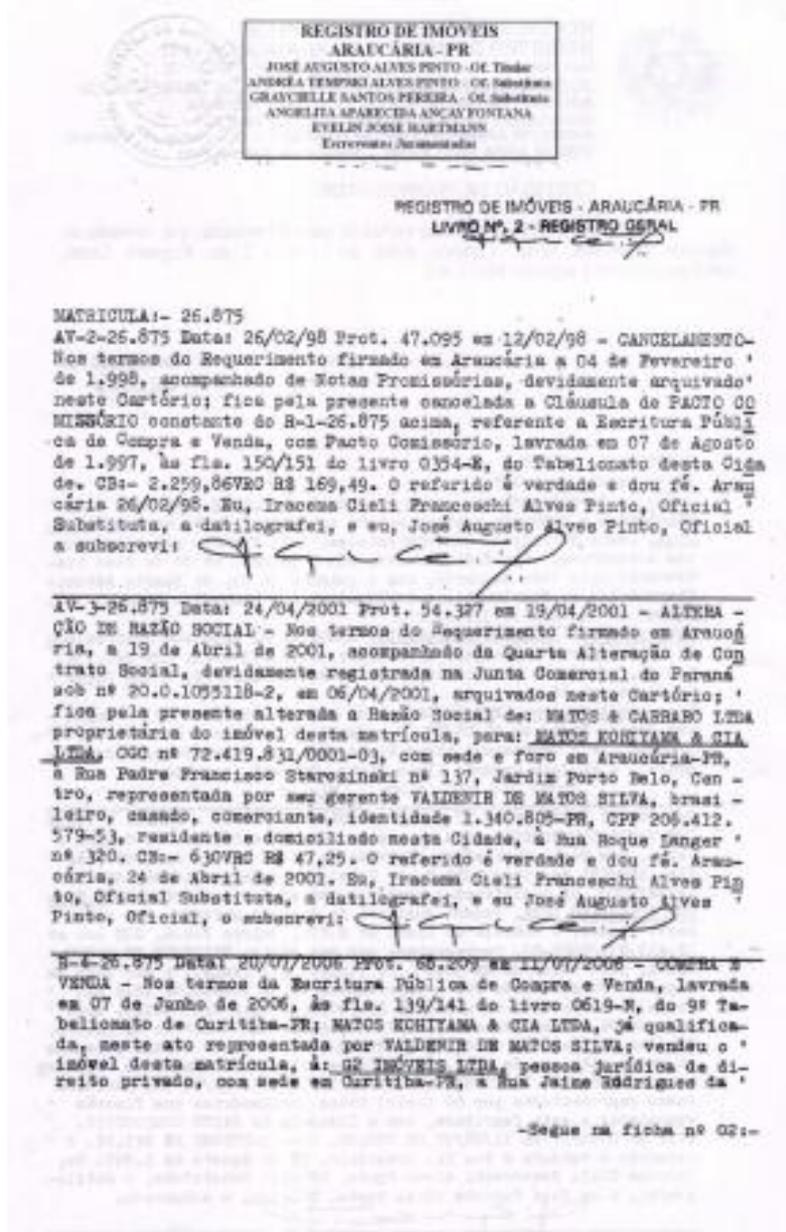 REGISTRO DE IMÓVEIS
ARAUCÁRIA - PR
JOSÉ AUGUSTO ALVES PINTO - Of. Titular
ANDRÉA TEMPSKI ALVES PINTO - Of. Substituta
GRAYCIELLE SANTOS PEREIRA - Of. Substituta
ANGELITA APARECIDA ANÇAY FONTANA
EVELIN JOISE HARTMANN
Escreventes Juramentadas
REGISTRO DE IMÓVEIS - ARAUCÁRIA - PR
LIVRO Nº. 2 - REGISTRO GERAL
MATRICULA:- 26.875
AV-2-26.875 Data: 26/02/98 Prot. 47.095 em 12/02/98 - CANCELAMENTO-
Nos termos do Requerimento firmado em Araucária a 04 de Fevereiro '
de 1.998, acompanhado de Notas Promissórias, devidamente arquivado'
neste Cartório; fica pela presente cancelada a Cláusula de PACTO CO
MISSÓRIO constante do R-1-26.875 acima, referente a Escritura Públi
ca de Compra e Venda, com Pacto Comissório, lavrada em 07 de Agosto
de 1.997, às fls. 150/151 do livro 0354-E, do Tabelionato desta Cida
de. CB:- 2.259,86VRC R$ 169,49. O referido é verdade e dou fé. Arau
cária 26/02/98. Eu, Iracema Cieli Franceschi Alves Pinto, Oficial '
Substituta, a datilografei, e eu, José Augusto Alves Pinto, Oficial
a subscrevi:
AV-3-26.875 Data: 24/04/2001 Prot. 54.327 em 19/04/2001 - ALTERA -
ÇÃO DE RAZÃO SOCIAL - Nos termos do Requerimento firmado em Araucá
ria, a 19 de Abril de 2001, acompanhado da Quarta Alteração de Con
trato Social, devidamente registrada na Junta Comercial do Paraná
sob nº 20.0.1055118-2, em 06/04/2001, arquivados neste Cartório; '
fica pela presente alterada a Razão Social de: MATOS & CARRARO LTDA
proprietária do imóvel desta matrícula, para: MATOS KOHIYAMA & CIA
LTDA, CGC nº 72.419.831/0001-03, com sede e foro em Araucária-PR,
a Rua Padre Francisco Starozinski nº 137, Jardim Porto Belo, Cen -
tro, representada por seu gerente VALDENIR DE MATOS SILVA, brasi -
leiro, casado, comerciante, identidade 1.340.805-PR, CPF 206.412.
579-53, residente e domiciliado nesta Cidade, à Rua Roque Langer '
nº 320. CB:- 630VRC R$ 47,25. O referido é verdade e dou fé. Arau-
cária, 24 de Abril de 2001. Eu, Iracema Cieli Franceschi Alves Pin
to, Oficial Substituta, a datilografei, e eu José Augusto Alves '
Pinto, Oficial, o subscrevi:
R-4-26.875 Data: 20/07/2006 Prot. 68.209 em 11/07/2006 - COMPRA E
VENDA - Nos termos da Escritura Pública de Compra e Venda, lavrada
em 07 de Junho de 2006, às fls. 139/141 do livro 0619-N, do 9º Ta-
belionato de Curitiba-PR; MATOS KOHIYAMA & CIA LTDA, já qualifica-
da, neste ato representada por VALDENIR DE MATOS SILVA; vendeu o '
imóvel desta matrícula, à: G2 IMÓVEIS LTDA, pessoa jurídica de di-
reito privado, com sede em Curitiba-PR, a Rua Jaime Rodrigues da '
-Segue na ficha nº 02:-